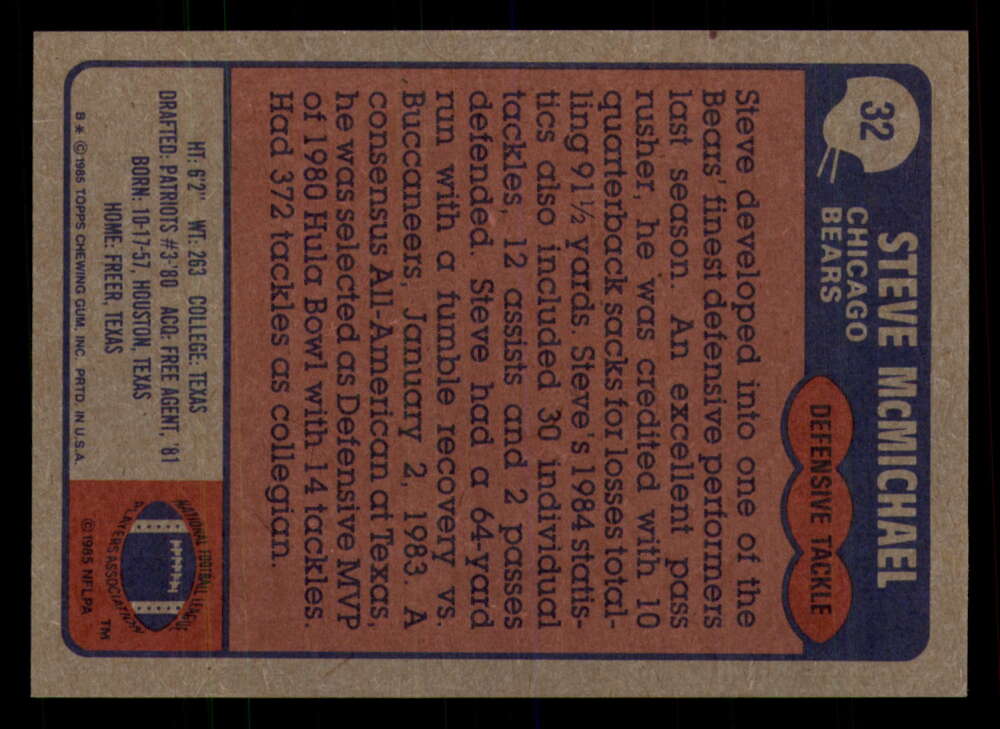 32
STEVE McMICHAEL
CHICAGO
BEARS
DEFENSIVE TACKLE
Steve developed into one of the
Bears' finest defensive performers
last season. An excellent pass
rusher, he was credited with 10
quarterback sacks for losses total-
ling 91½ yards. Steve's 1984 statis-
tics also included 30 individual
tackles, 12 assists and 2 passes
defended. Steve had a 64-yard
run with a fumble recovery vs.
Buccaneers, January 2, 1983. A
consensus All-American at Texas,
he was selected as Defensive MVP
of 1980 Hula Bowl with 14 tackles.
Had 372 tackles as collegian.
HT: 6'2" WT: 263 COLLEGE: TEXAS
DRAFTED: PATRIOTS #3-'80 ACQ: FREE AGENT, '81
BORN: 10-17-57, HOUSTON, TEXAS
HOME: FREER, TEXAS
B * © 1985 TOPPS CHEWING GUM, INC. PRTD. IN U.S.A.
NATIONAL FOOTBALL LEAGUE
PLAYERS ASSOCIATION
TM
© 1985 NFLPA